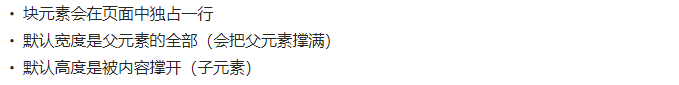 • 块元素会在页面中独占一行
• 默认宽度是父元素的全部（会把父元素撑满）
• 默认高度是被内容撑开（子元素）